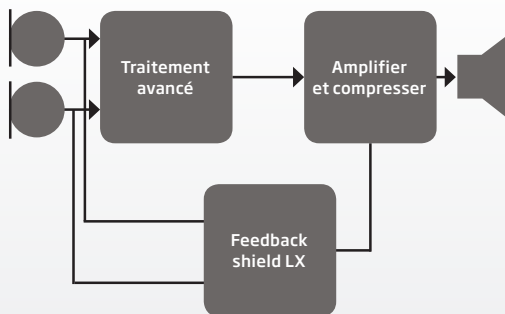 Traitement
avancé
Amplifier
et compresser
Feedback
shield LX